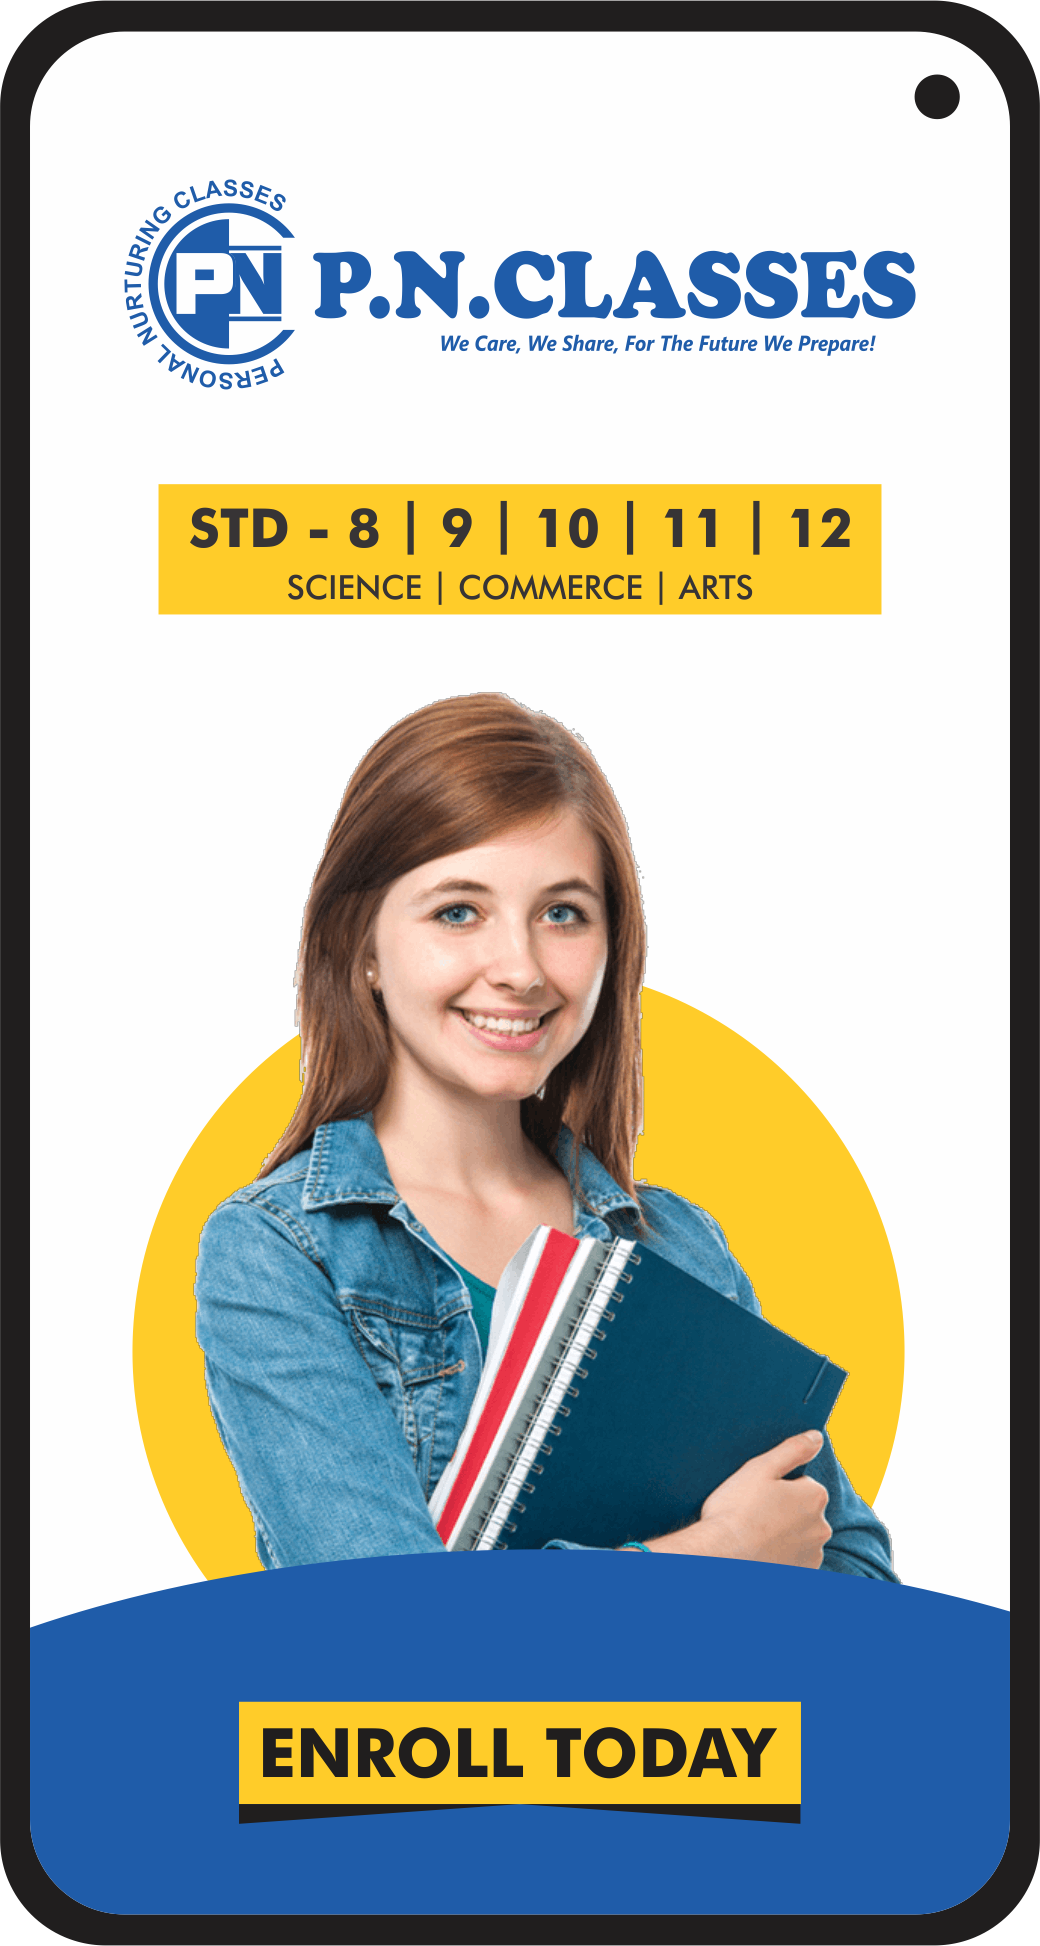 PERSONAL NURTURING CLASSES
PN
P.N.CLASSES
We Care, We Share, For The Future We Prepare!
STD - 8 | 9 | 10 | 11 | 12
SCIENCE | COMMERCE | ARTS
ENROLL TODAY